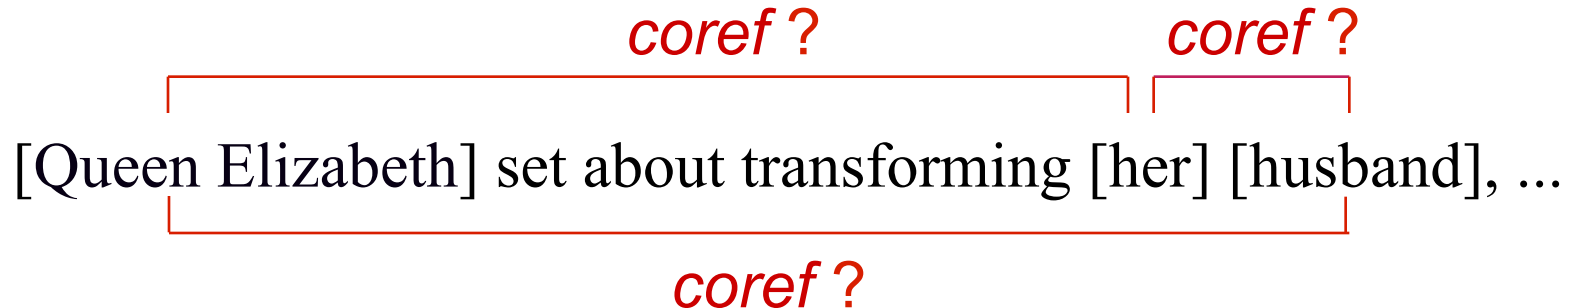 coref ? coref ?
[Queen Elizabeth] set about transforming [her] [husband], ...
coref ?